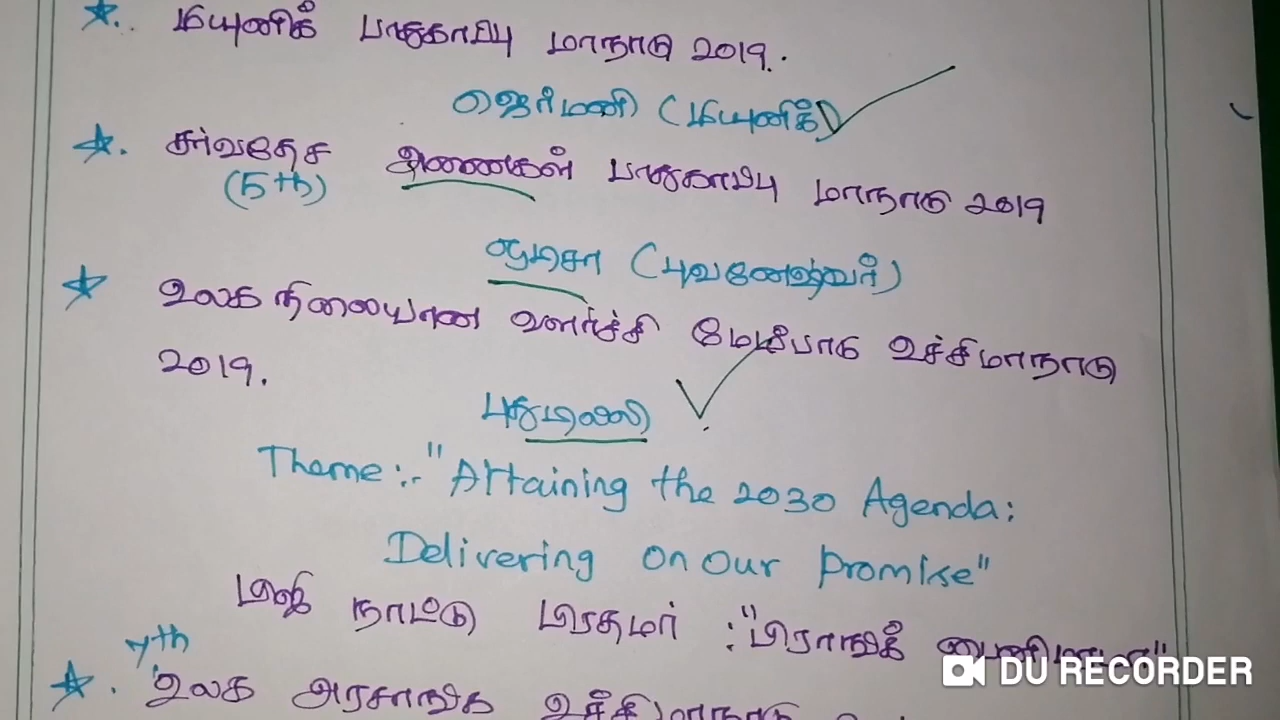 மியுனிக் பாதுகாப்பு மாநாடு 2019.
ஜெர்மனி (மியுனிக்)
சர்வதேச அணைகள் பாதுகாப்பு மாநாடு 2019
(5th)
ஒடிசா (புவனேஷ்வர்)
உலக நிலையான வளர்ச்சி மேம்பாடு உச்சிமாநாடு
2019.
புதுடில்லி
Theme:- "Attaining the 2030 Agenda:
Delivering on Our Promise"
பிஜி நாட்டு பிரதமர் : "பிராங்க்
7th
உலக அரசாங்க உச்சிமாநாடு
DU RECORDER